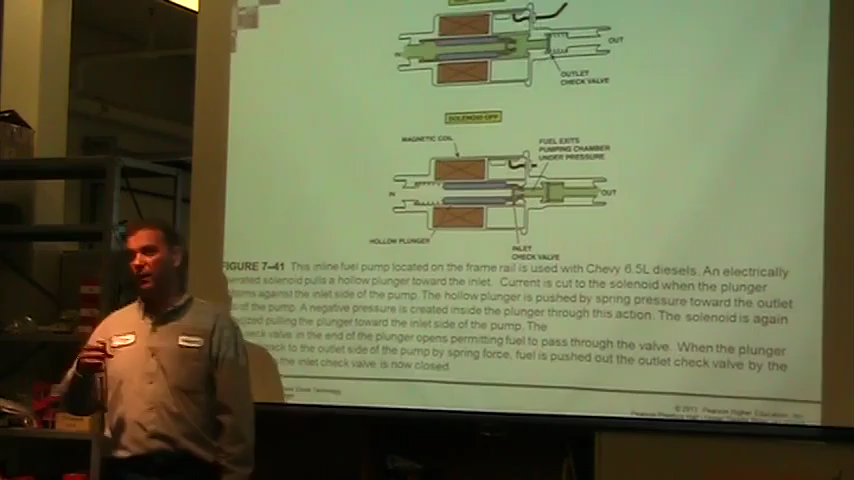 IN
OUT
OUTLET
CHECK VALVE
SOLENOID OFF
MAGNETIC COIL
FUEL EXITS
PUMPING CHAMBER
UNDER PRESSURE
IN
OUT
HOLLOW PLUNGER
INLET
CHECK VALVE
FIGURE 7–41 This inline fuel pump located on the frame rail is used with Chevy 6.5L diesels. An electrically
solenoid pulls a hollow plunger toward the inlet. Current is cut to the solenoid when the plunger
against the inlet side of the pump. The hollow plunger is pushed by spring pressure toward the outlet
of the pump. A negative pressure is created inside the plunger through this action. The solenoid is again
pulling the plunger toward the inlet side of the pump. The
valve in the end of the plunger opens permitting fuel to pass through the valve. When the plunger
back to the outlet side of the pump by spring force, fuel is pushed out the outlet check valve by the
the inlet check valve is now closed.
Technology
© 2011 Pearson Higher Education, Inc.